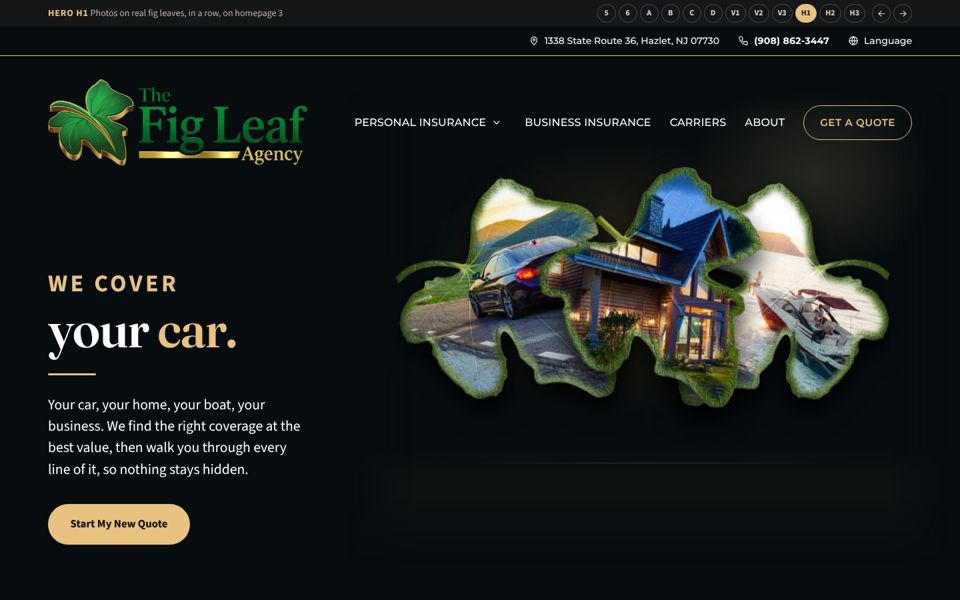 HERO H1 Photos on real fig leaves, in a row, on homepage 3
5 6 A B C D V1 V2 V3 H1 H2 H3 ← →
1338 State Route 36, Hazlet, NJ 07730 (908) 862-3447 Language
The
Fig Leaf
Agency
PERSONAL INSURANCE BUSINESS INSURANCE CARRIERS ABOUT GET A QUOTE
WE COVER
your car.
Your car, your home, your boat, your
business. We find the right coverage at the
best value, then walk you through every
line of it, so nothing stays hidden.
Start My New Quote